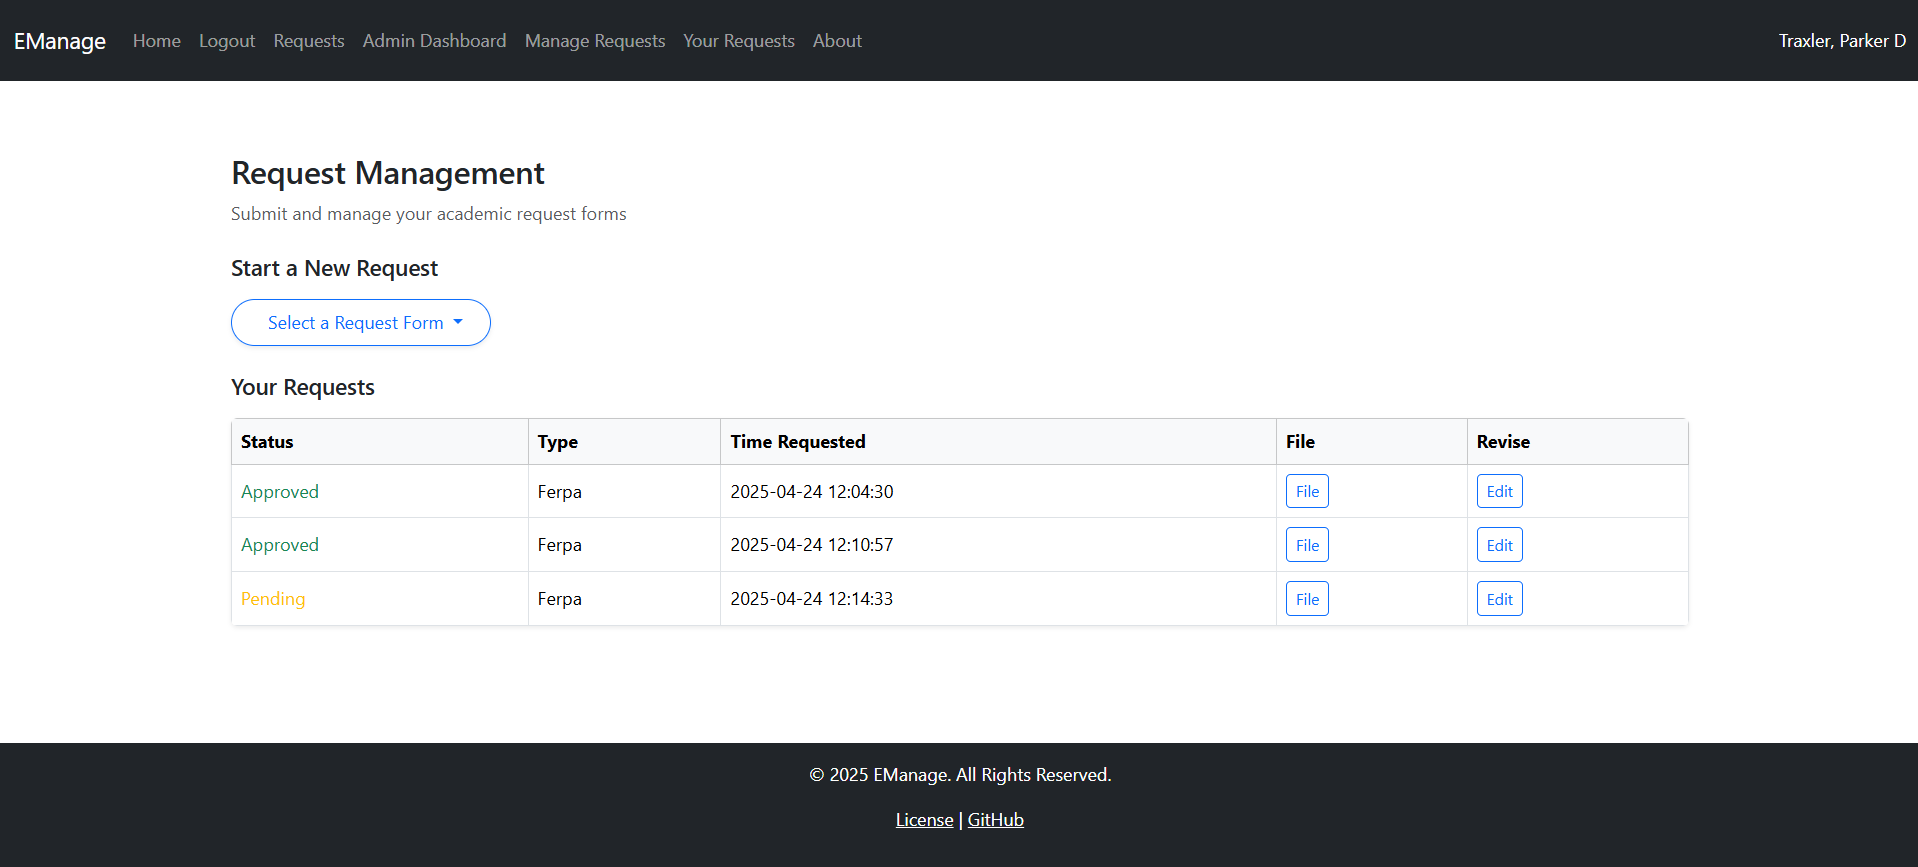 EManage Home Logout Requests Admin Dashboard Manage Requests Your Requests About Traxler, Parker D
Request Management
Submit and manage your academic request forms
Start a New Request
Select a Request Form
Your Requests
Status Type Time Requested File Revise
Approved Ferpa 2025-04-24 12:04:30 File Edit
Approved Ferpa 2025-04-24 12:10:57 File Edit
Pending Ferpa 2025-04-24 12:14:33 File Edit
© 2025 EManage. All Rights Reserved.
License | GitHub